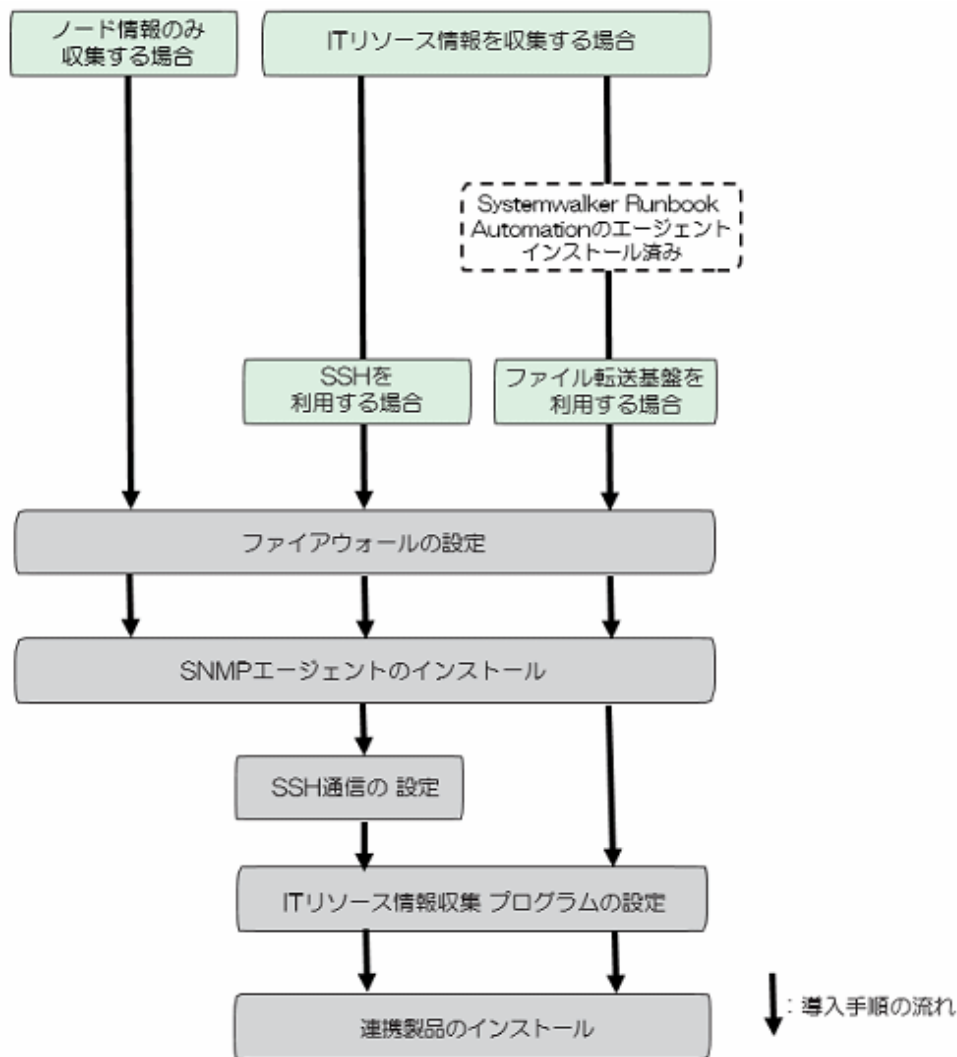 ノード情報のみ
収集する場合
ITリソース情報を収集する場合
Systemwalker Runbook
Automationのエージェント
インストール済み
SSHを
利用する場合
ファイル転送基盤を
利用する場合
ファイアウォールの設定
SNMPエージェントのインストール
SSH通信の 設定
ITリソース情報収集 プログラムの設定
連携製品のインストール
：導入手順の流れ